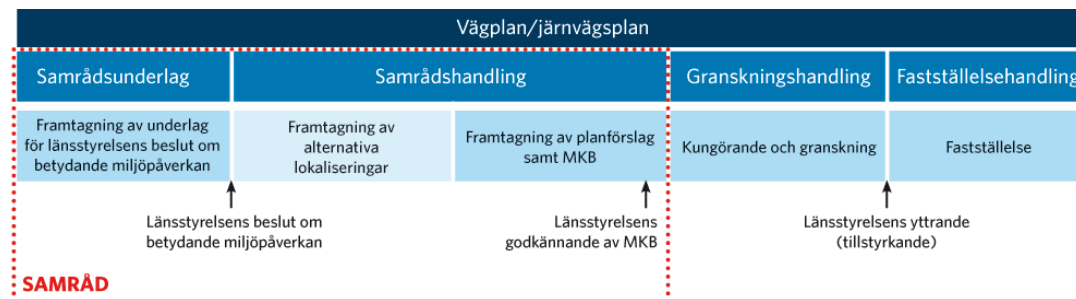 Vägplan/järnvägsplan
Samrådsunderlag
Samrådshandling
Granskningshandling
Fastställelsehandling
Framtagning av underlag
för länsstyrelsens beslut om
betydande miljöpåverkan
Framtagning av
alternativa
lokaliseringar
Framtagning av planförslag
samt MKB
Kungörande och granskning
Fastställelse
Länsstyrelsens beslut om
betydande miljöpåverkan
Länsstyrelsens
godkännande av MKB
Länsstyrelsens yttrande
(tillstyrkande)
SAMRÅD